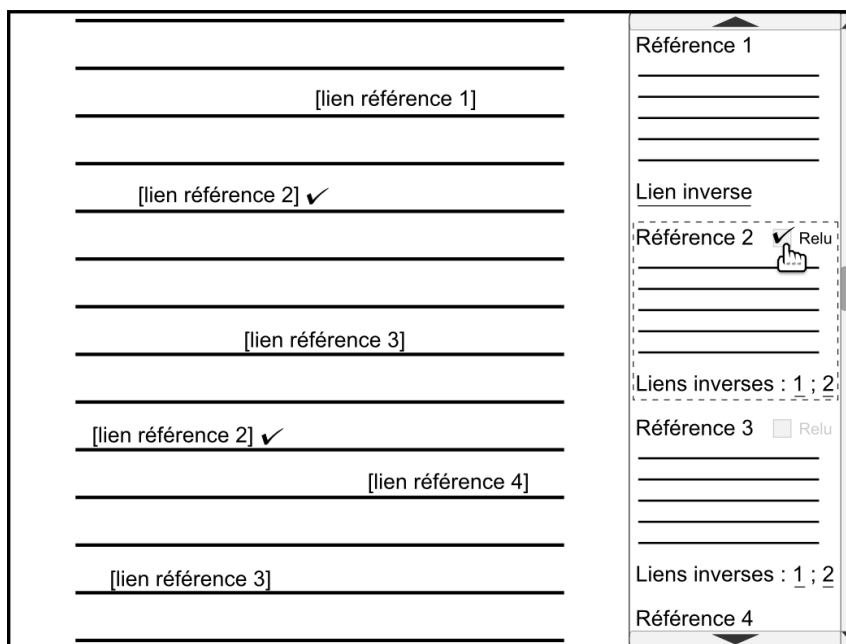 [lien référence 1]
[lien référence 2] ✓
[lien référence 3]
[lien référence 2] ✓
[lien référence 4]
[lien référence 3]
Référence 1
Lien inverse
Référence 2 ✓ Relu
Liens inverses : 1 ; 2
Référence 3 Relu
Liens inverses : 1 ; 2
Référence 4